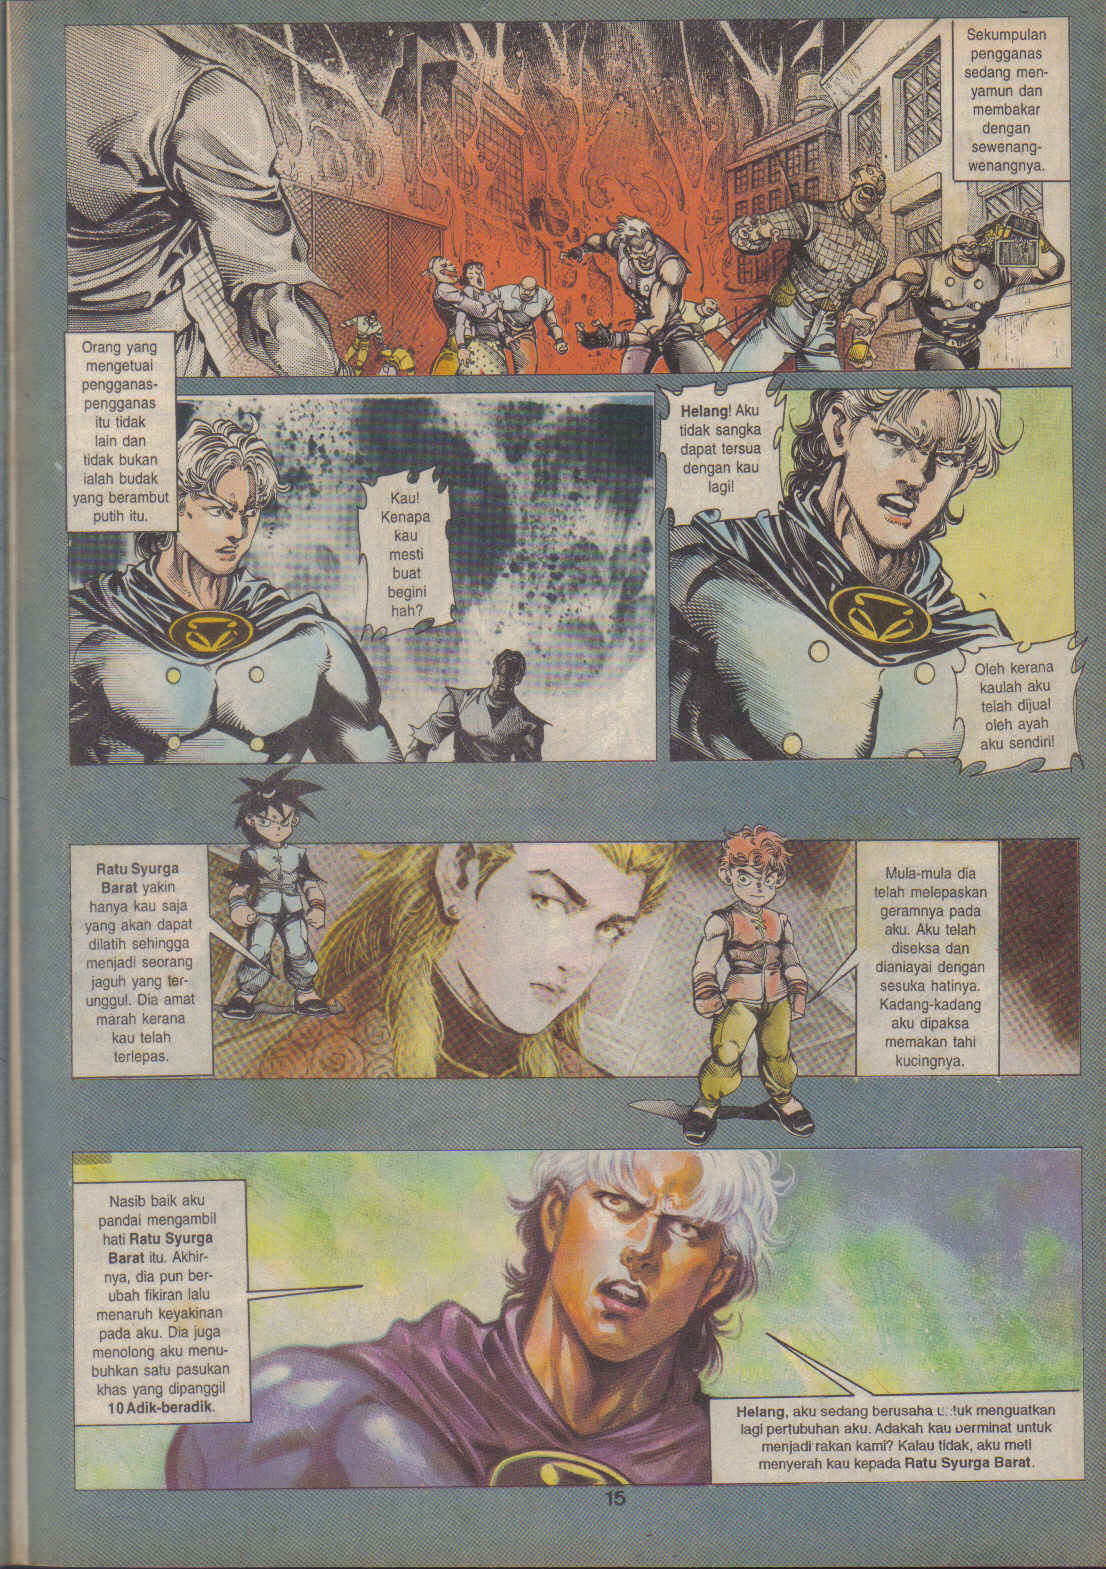 Sekumpulan
pengganas
sedang men-
yamun dan
membakar
dengan
sewenang-
wenangnya.
Orang yang
mengetuai
pengganas-
pengganas
itu tidak
lain dan
tidak bukan
ialah budak
yang berambut
putih itu.
Kau!
Kenapa
kau
mesti
buat
begini
hah?
Helang! Aku
tidak sangka
dapat tersua
dengan kau
lagi!
Oleh kerana
kaulah aku
telah dijual
oleh ayah
aku sendiri!
Ratu Syurga
Barat yakin
hanya kau saja
yang akan dapat
dilatih sehingga
menjadi seorang
jaguh yang ter-
unggul. Dia amat
marah kerana
kau telah
terlepas.
Mula-mula dia
telah melepaskan
geramnya pada
aku. Aku telah
diseksa dan
dianiayai dengan
sesuka hatinya.
Kadang-kadang
aku dipaksa
memakan tahi
kucingnya.
Nasib baik aku
pandai mengambil
hati Ratu Syurga
Barat itu. Akhir-
nya, dia pun ber-
ubah fikiran lalu
menaruh keyakinan
pada aku. Dia juga
menolong aku menu-
buhkan satu pasukan
khas yang dipanggil
10 Adik-beradik.
Helang, aku sedang berusaha untuk menguatkan
lagi pertubuhan aku. Adakah kau berminat untuk
menjadi rakan kami? Kalau tidak, aku meti
menyerah kau kepada Ratu Syurga Barat.
15